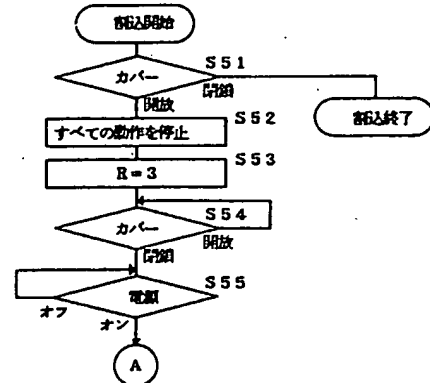 割込開始
S51
カバー
開放
閉鎖
割込終了
S52
すべての動作を停止
S53
R=3
S54
カバー
開放
閉鎖
S55
電源
オフ
オン
A